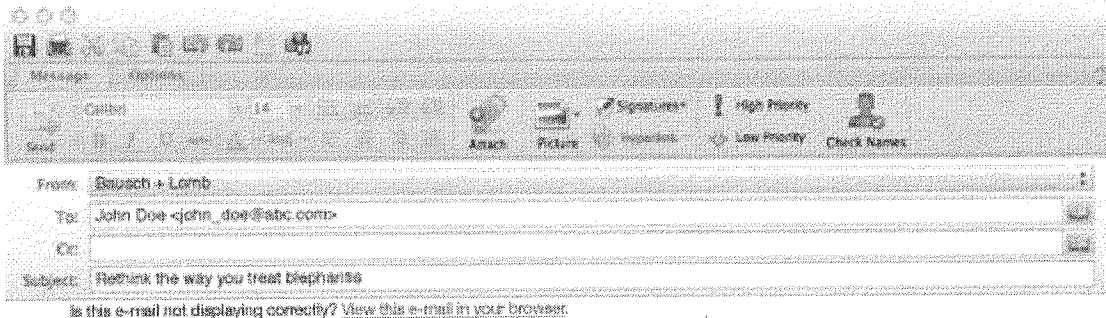 Message Options
Calibri 14
Send Attach Picture Signatures Hyperlink High Priority Low Priority Check Names
From: Bausch + Lomb
To: John Doe <john_doe@abc.com>
Cc:
Subject: Rethink the way you treat blepharitis
Is this e-mail not displaying correctly? View this e-mail in your browser.